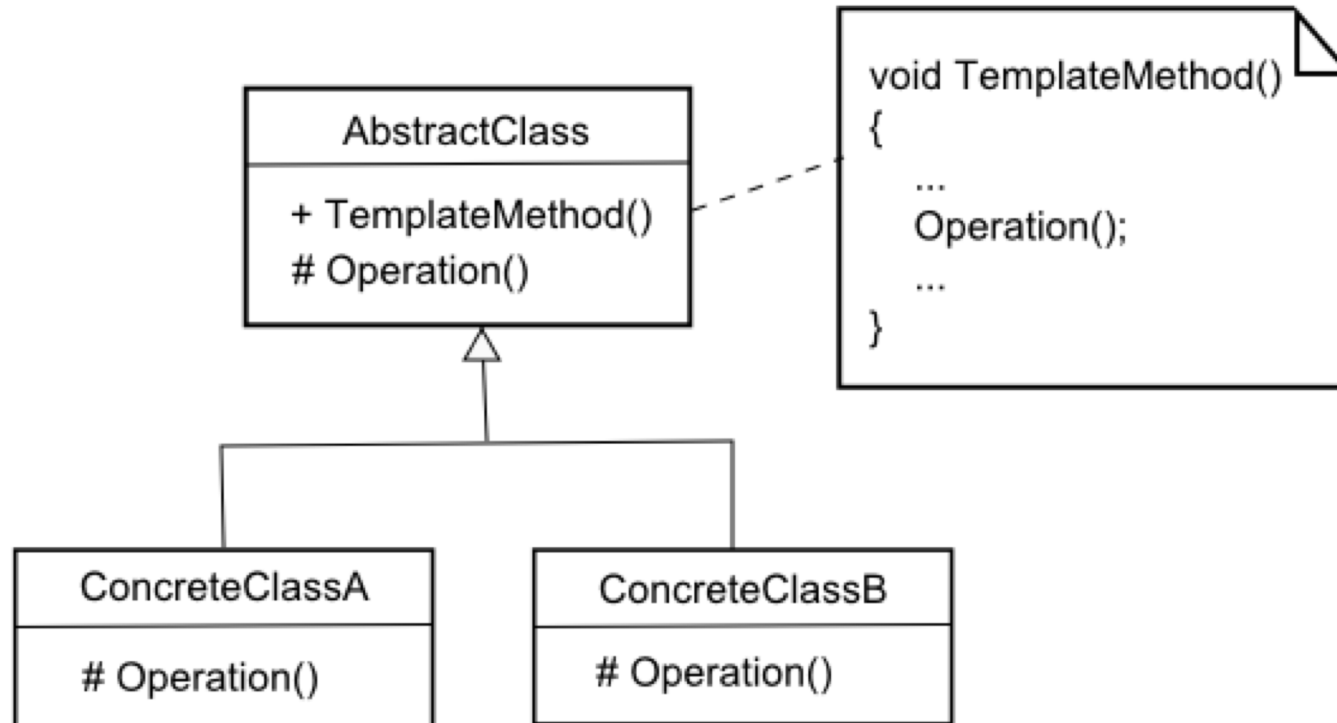 AbstractClass
+ TemplateMethod()
# Operation()
void TemplateMethod()
{
...
Operation();
...
}
ConcreteClassA
# Operation()
ConcreteClassB
# Operation()